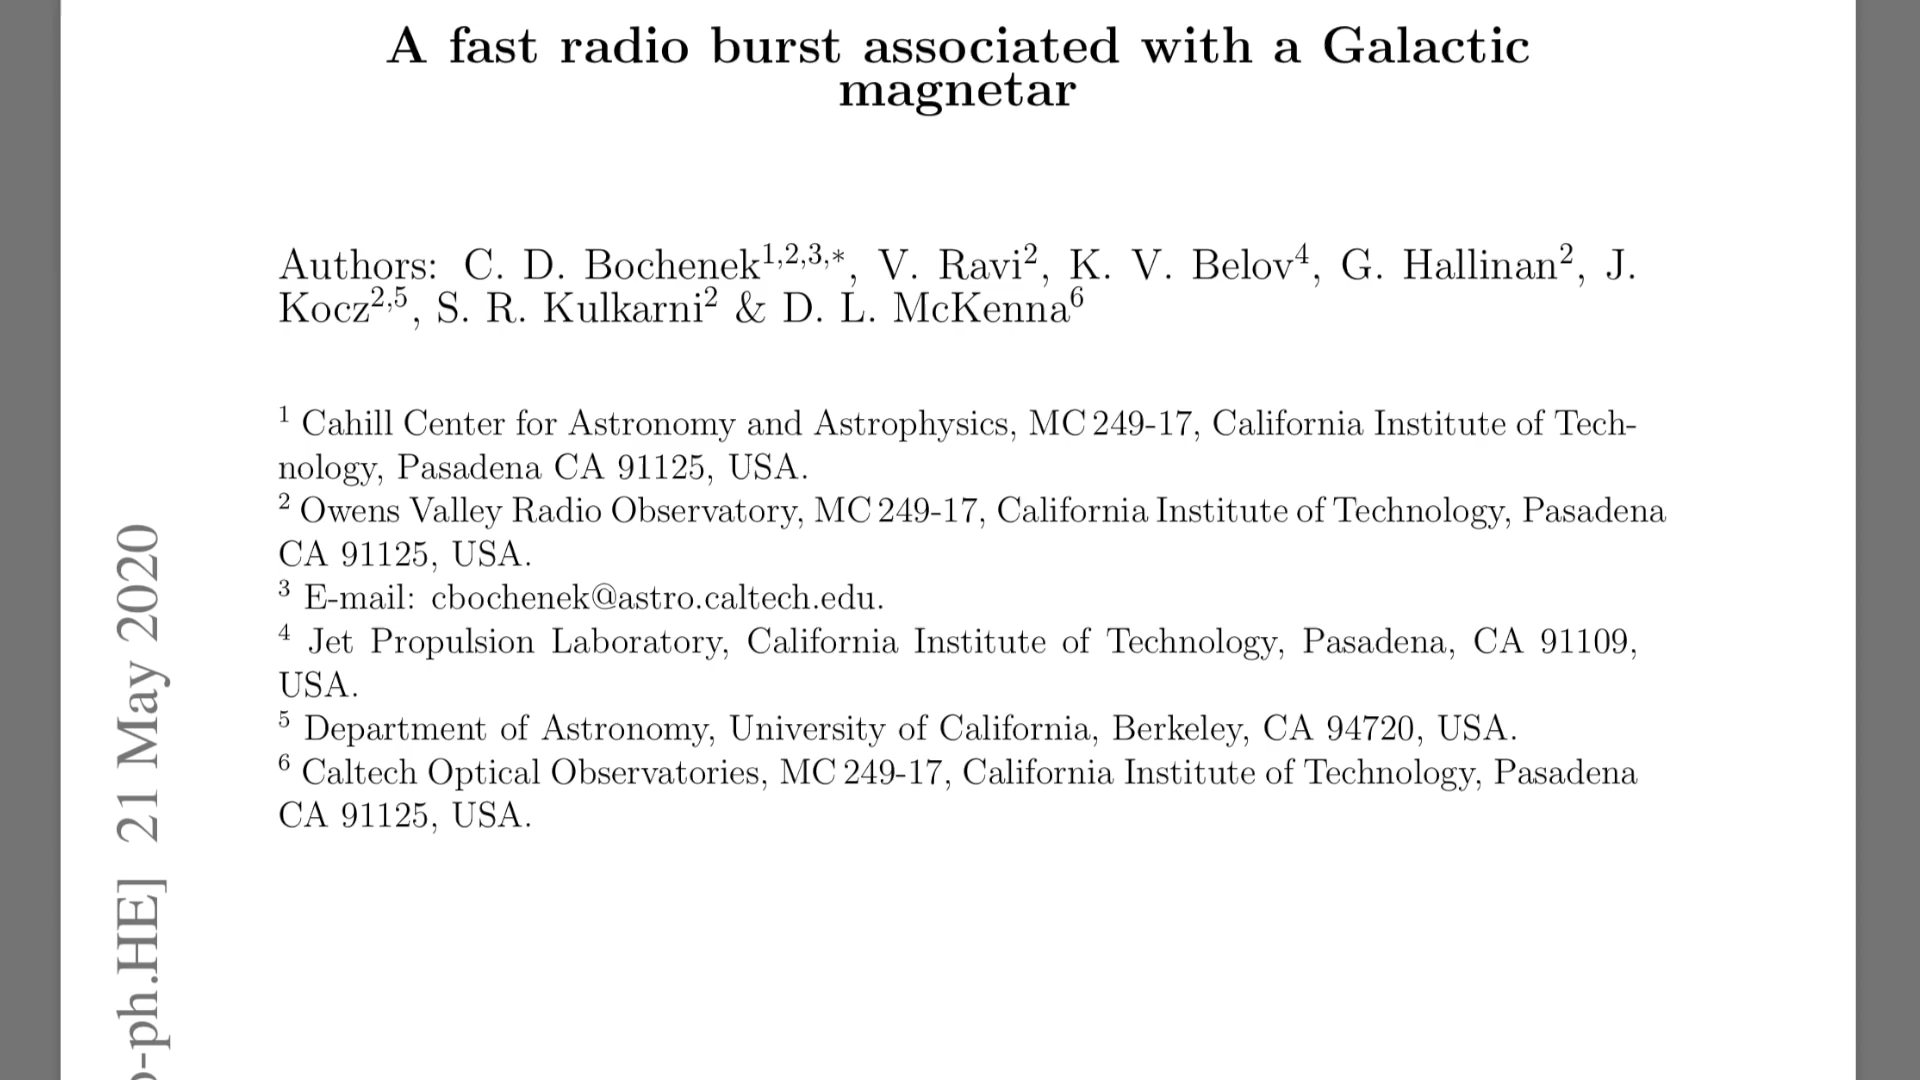 A fast radio burst associated with a Galactic
magnetar
Authors: C. D. Bochenek1,2,3,*, V. Ravi2, K. V. Belov4, G. Hallinan2, J.
Kocz2,5, S. R. Kulkarni2 & D. L. McKenna6
1 Cahill Center for Astronomy and Astrophysics, MC 249-17, California Institute of Tech-
nology, Pasadena CA 91125, USA.
2 Owens Valley Radio Observatory, MC 249-17, California Institute of Technology, Pasadena
CA 91125, USA.
3 E-mail: cbochenek@astro.caltech.edu.
4 Jet Propulsion Laboratory, California Institute of Technology, Pasadena, CA 91109,
USA.
5 Department of Astronomy, University of California, Berkeley, CA 94720, USA.
6 Caltech Optical Observatories, MC 249-17, California Institute of Technology, Pasadena
CA 91125, USA.
-ph.HE] 21 May 2020